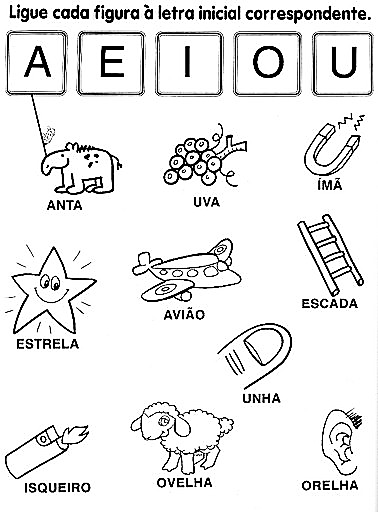 Ligue cada figura à letra inicial correspondente.
A E I O U
ANTA UVA ÍMÃ
ESTRELA AVIÃO ESCADA
UNHA
ISQUEIRO OVELHA ORELHA